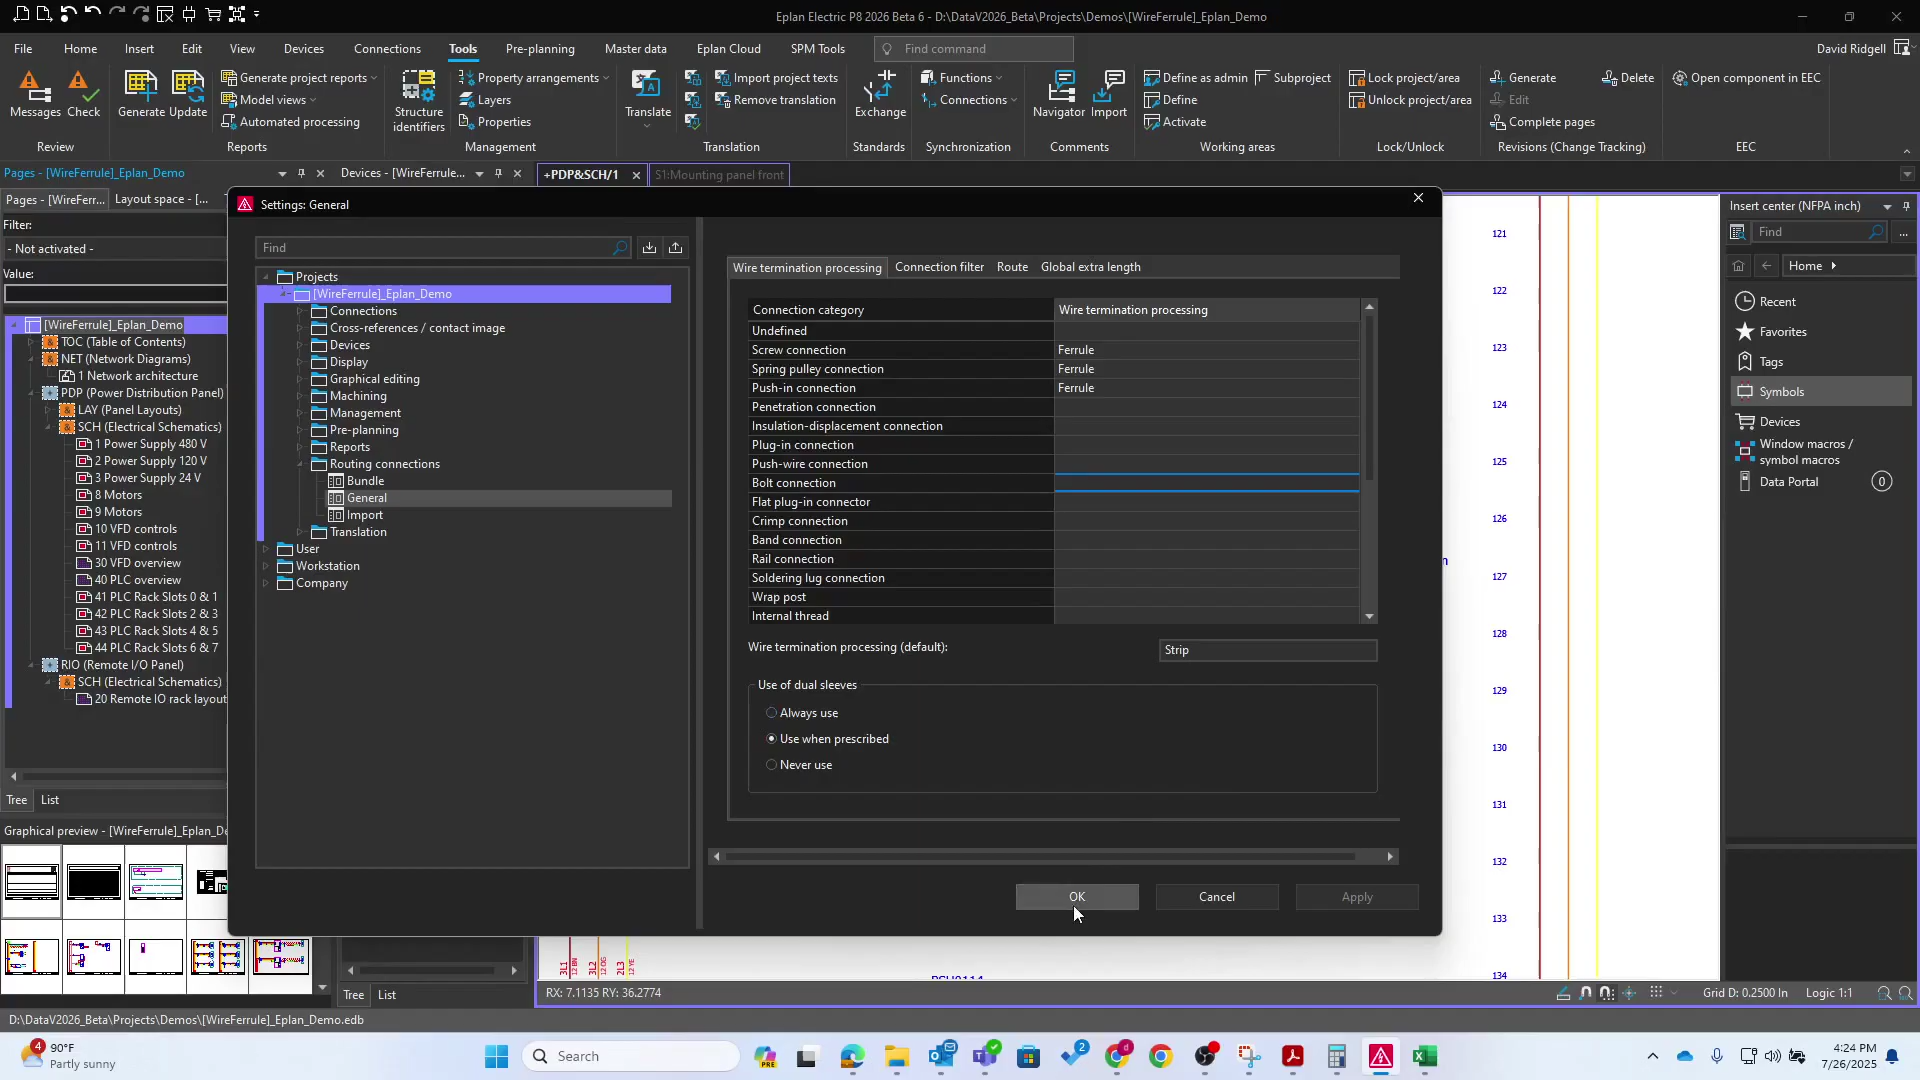 Eplan Electric P8 2026 Beta 6 - D:\DataV2026_Beta\Projects\Demos\[WireFerrule]_Eplan_Demo
File Home Insert Edit View Devices Connections Tools Pre-planning Master data Eplan Cloud SPM Tools Find command David Ridgell
Generate project reports Property arrangements Import project texts Functions Define as admin Subproject Lock project/area Generate Delete Open component in EEC
Model views Layers Remove translation Connections Define Unlock project/area Edit
Messages Check Generate Update Structure identifiers Translate Exchange Navigator Import
Automated processing Properties Activate Complete pages
Review Reports Management Translation Standards Synchronization Comments Working areas Lock/Unlock Revisions (Change Tracking) EEC
Pages - [WireFerrule]_Eplan_Demo Devices - [WireFerrule... +PDP&SCH/1 S1:Mounting panel front
Pages - [WireFerr... Layout space - [...
Filter:
- Not activated -
Value:
[WireFerrule]_Eplan_Demo
TOC (Table of Contents)
NET (Network Diagrams)
1 Network architecture
PDP (Power Distribution Panel)
LAY (Panel Layouts)
SCH (Electrical Schematics)
1 Power Supply 480 V
2 Power Supply 120 V
3 Power Supply 24 V
8 Motors
9 Motors
10 VFD controls
11 VFD controls
30 VFD overview
40 PLC overview
41 PLC Rack Slots 0 & 1
42 PLC Rack Slots 2 & 3
43 PLC Rack Slots 4 & 5
44 PLC Rack Slots 6 & 7
RIO (Remote I/O Panel)
SCH (Electrical Schematics)
20 Remote IO rack layout
Tree List
Graphical preview - [WireFerrule]_Eplan_De
Settings: General
Find
Projects
[WireFerrule]_Eplan_Demo
Connections
Cross-references / contact image
Devices
Display
Graphical editing
Machining
Management
Pre-planning
Reports
Routing connections
Bundle
General
Import
Translation
User
Workstation
Company
Wire termination processing Connection filter Route Global extra length
Connection category Wire termination processing
Undefined
Screw connection Ferrule
Spring pulley connection Ferrule
Push-in connection Ferrule
Penetration connection
Insulation-displacement connection
Plug-in connection
Push-wire connection
Bolt connection
Flat plug-in connector
Crimp connection
Band connection
Rail connection
Soldering lug connection
Wrap post
Internal thread
Wire termination processing (default): Strip
Use of dual sleeves
Always use
Use when prescribed
Never use
OK Cancel Apply
121
122
123
124
125
126
127
128
129
130
131
132
133
134
3L1 12 BN
3L2 12 OG
2L3 12 YE
Insert center (NFPA inch)
Find ...
Home
Recent
Favorites
Tags
Symbols
Devices
Window macros / symbol macros
Data Portal 0
Tree List
RX: 7.1135 RY: 36.2774 Grid D: 0.2500 In Logic 1:1
D:\DataV2026_Beta\Projects\Demos\[WireFerrule]_Eplan_Demo.edb
4 90°F
Partly sunny
Search
PRE
2
d
4:24 PM
7/26/2025